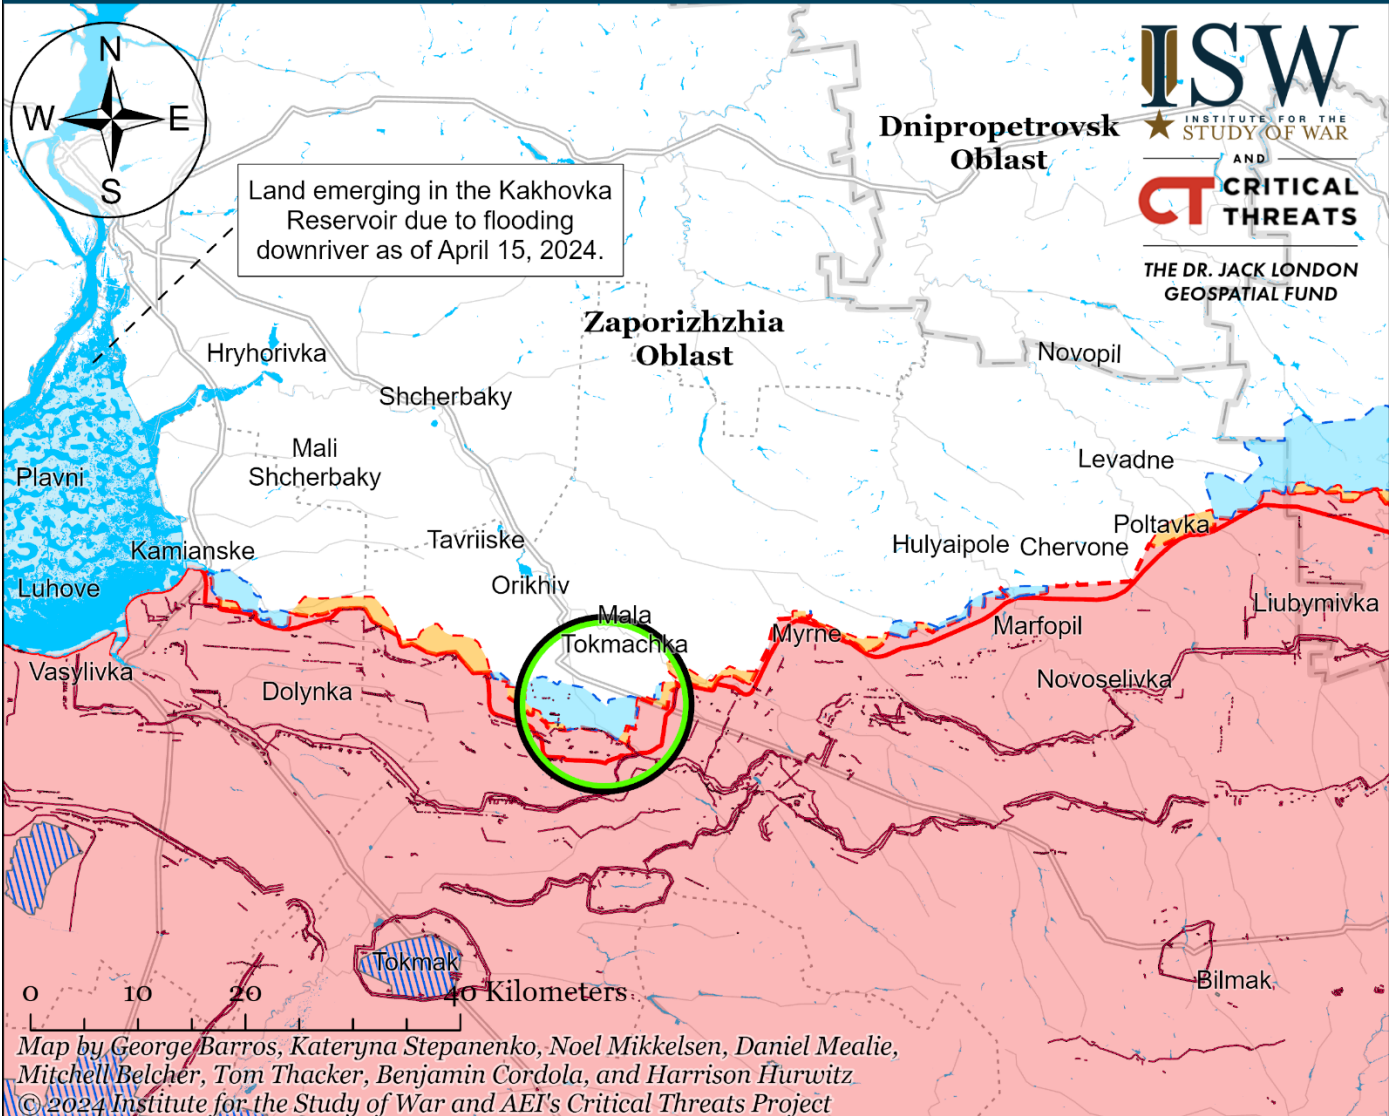 N
W
E
S
ISW
INSTITUTE FOR THE
STUDY OF WAR
AND
CT CRITICAL
THREATS
THE DR. JACK LONDON
GEOSPATIAL FUND
Dnipropetrovsk
Oblast
Land emerging in the Kakhovka
Reservoir due to flooding
downriver as of April 15, 2024.
Zaporizhzhia
Oblast
Hryhorivka
Novopil
Shcherbaky
Mali
Shcherbaky
Levadne
Plavni
Poltavka
Tavriiske
Hulyaipole
Chervone
Kamianske
Luhove
Orikhiv
Liubymivka
Mala
Tokmachka
Myrne
Marfopil
Vasylivka
Dolynka
Novoselivka
Tokmak
Bilmak
0 10 20 40 Kilometers
Map by George Barros, Kateryna Stepanenko, Noel Mikkelsen, Daniel Mealie,
Mitchell Belcher, Tom Thacker, Benjamin Cordola, and Harrison Hurwitz
© 2024 Institute for the Study of War and AEI's Critical Threats Project